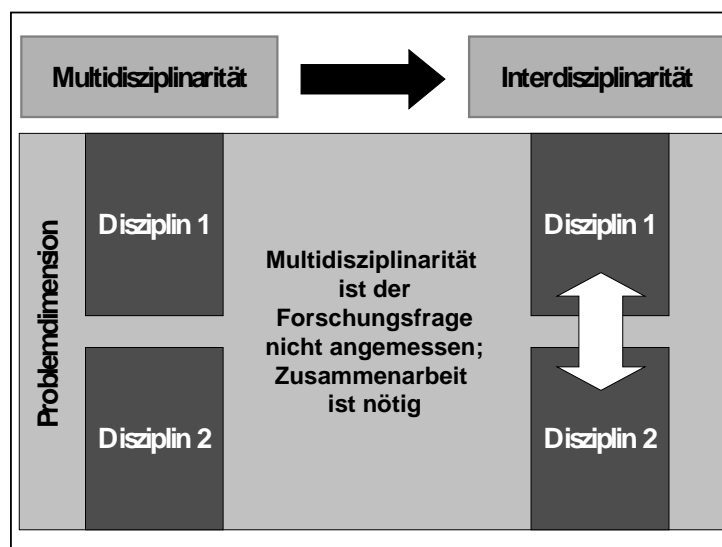 Multidisziplinarität
Interdisziplinarität
Problemdimension
Disziplin 1
Disziplin 2
Multidisziplinarität
ist der
Forschungsfrage
nicht angemessen;
Zusammenarbeit
ist nötig
Disziplin 1
Disziplin 2